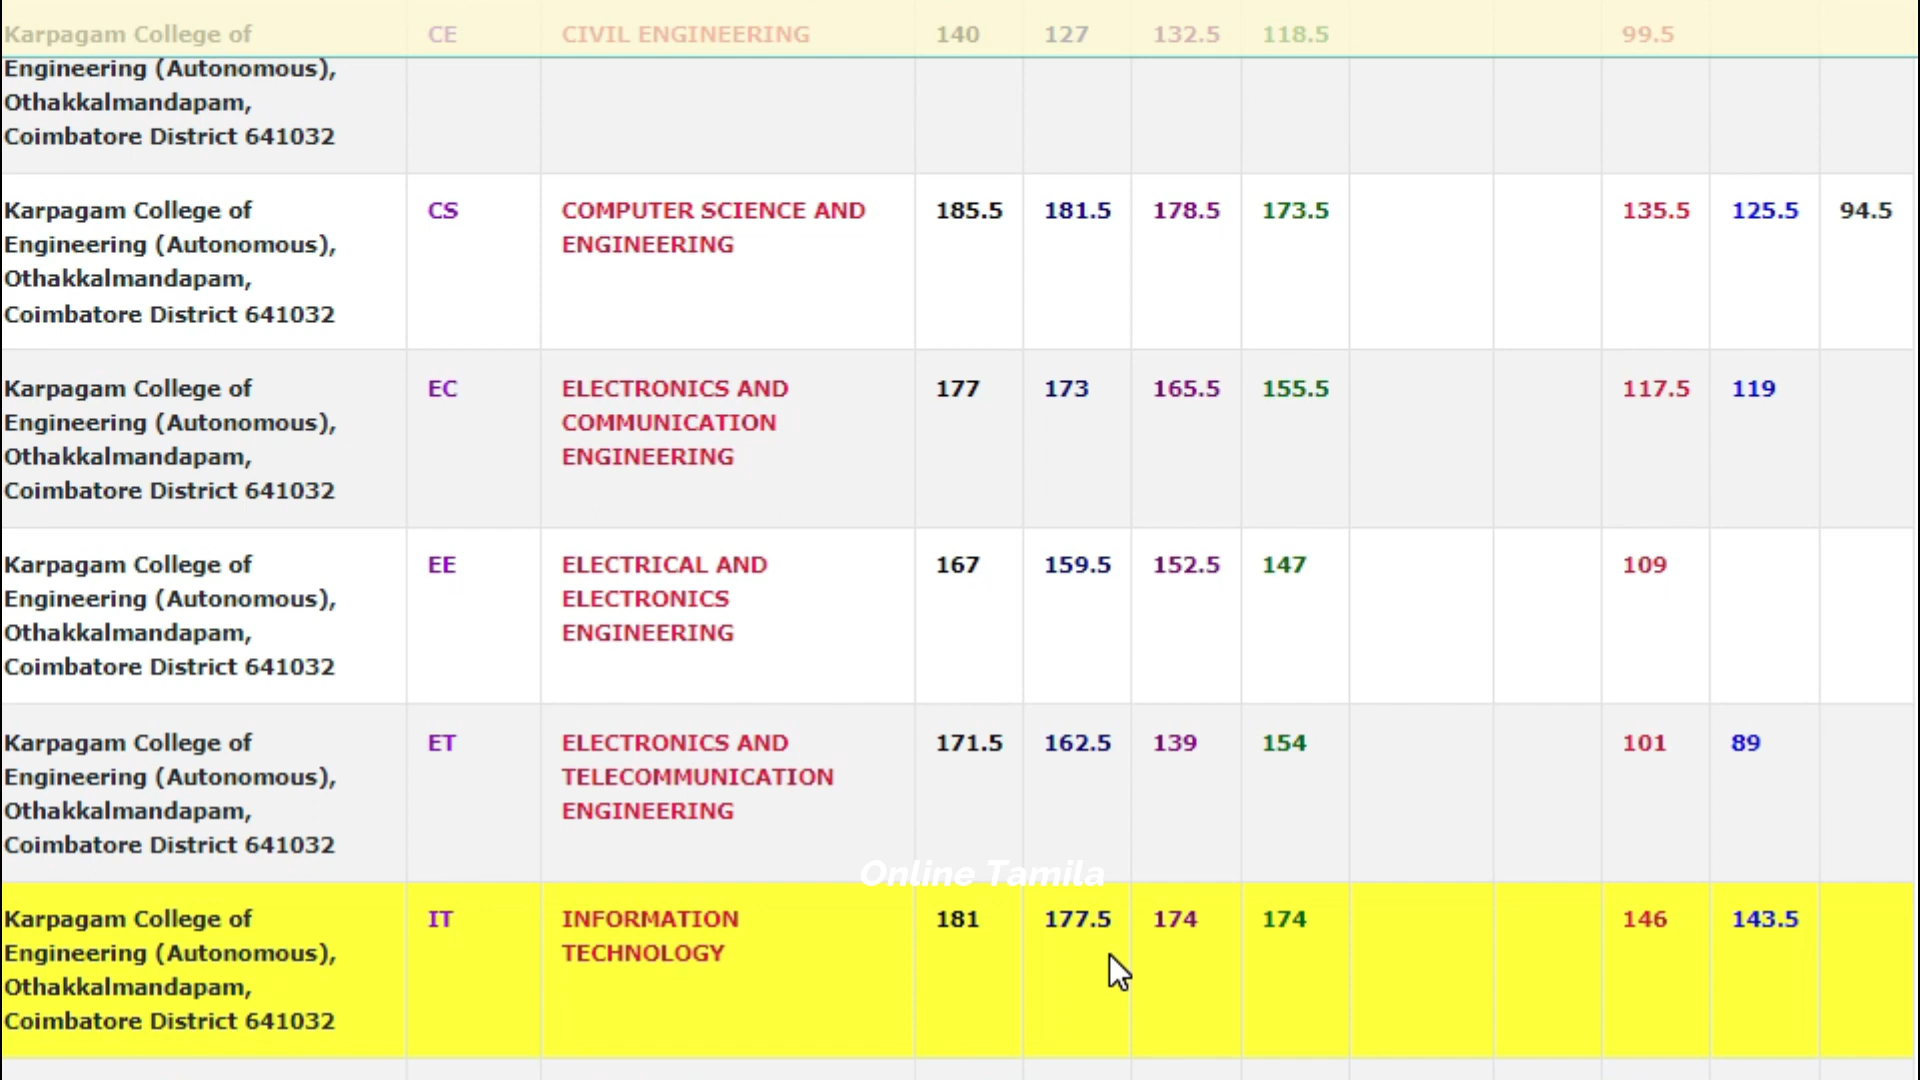 Karpagam College of CE CIVIL ENGINEERING 140 127 132.5 118.5 99.5
Engineering (Autonomous),
Othakkalmandapam,
Coimbatore District 641032
Karpagam College of CS COMPUTER SCIENCE AND 185.5 181.5 178.5 173.5 135.5 125.5 94.5
Engineering (Autonomous), ENGINEERING
Othakkalmandapam,
Coimbatore District 641032
Karpagam College of EC ELECTRONICS AND 177 173 165.5 155.5 117.5 119
Engineering (Autonomous), COMMUNICATION
Othakkalmandapam, ENGINEERING
Coimbatore District 641032
Karpagam College of EE ELECTRICAL AND 167 159.5 152.5 147 109
Engineering (Autonomous), ELECTRONICS
Othakkalmandapam, ENGINEERING
Coimbatore District 641032
Karpagam College of ET ELECTRONICS AND 171.5 162.5 139 154 101 89
Engineering (Autonomous), TELECOMMUNICATION
Othakkalmandapam, ENGINEERING
Coimbatore District 641032
Online Tamila
Karpagam College of IT INFORMATION 181 177.5 174 174 146 143.5
Engineering (Autonomous), TECHNOLOGY
Othakkalmandapam,
Coimbatore District 641032